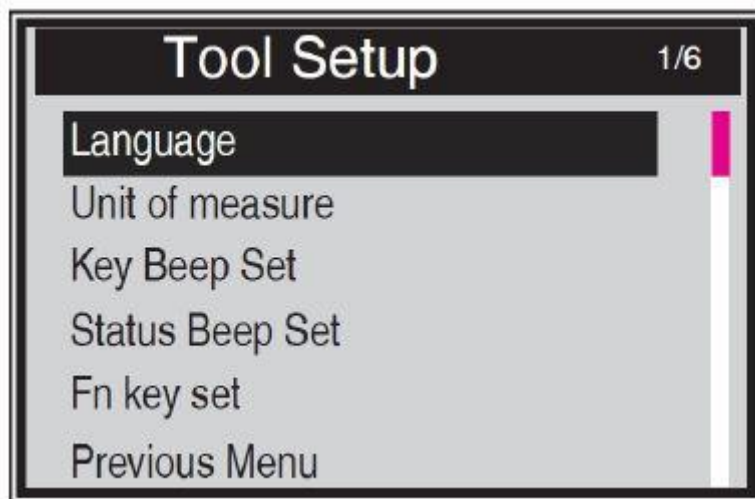 Tool Setup 1/6
Language
Unit of measure
Key Beep Set
Status Beep Set
Fn key set
Previous Menu